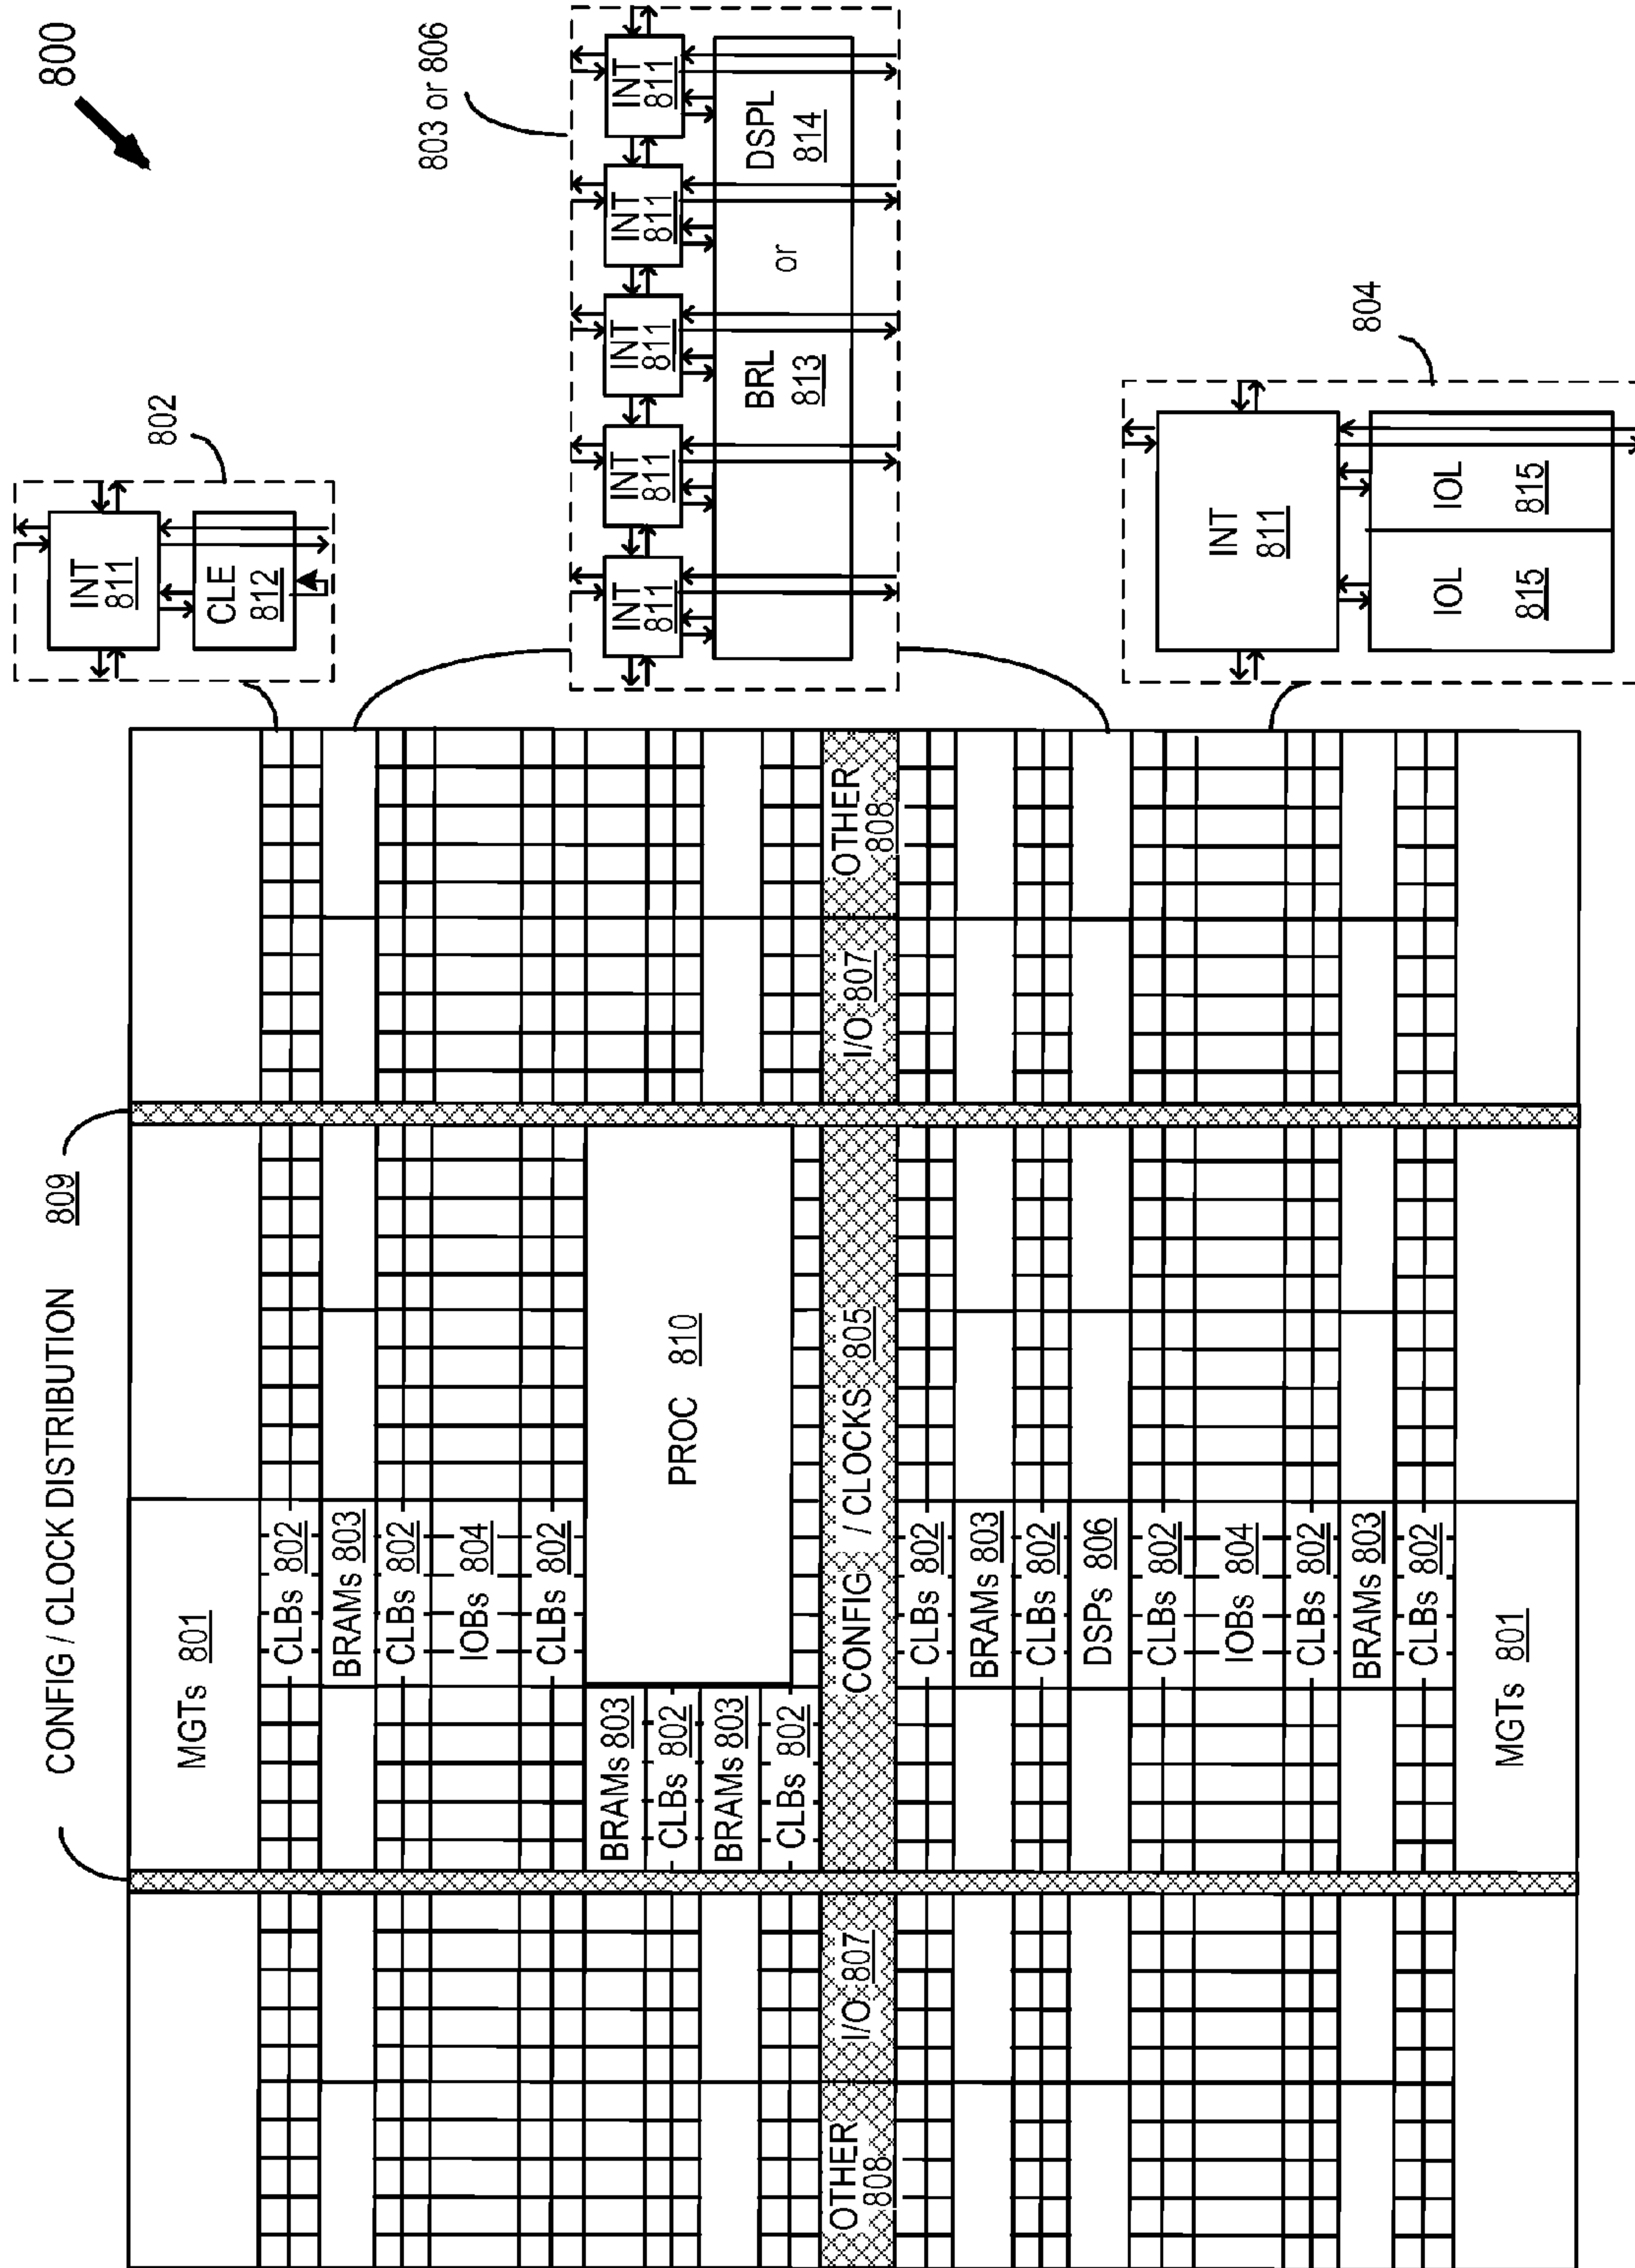 800
CONFIG / CLOCK DISTRIBUTION 809
MGTs 801
CLBs 802
BRAMs 803
CLBs 802
IOBs 804
CLBs 802
BRAMs 803
CLBs 802
BRAMs 803
CLBs 802
PROC 810
OTHER
808
I/O 807
CONFIG / CLOCKS 805
I/O 807
OTHER
808
CLBs 802
BRAMs 803
CLBs 802
DSPs 806
CLBs 802
IOBs 804
CLBs 802
BRAMs 803
CLBs 802
MGTs 801
802
INT
811
CLE
812
803 or 806
INT
811
INT
811
INT
811
INT
811
INT
811
BRL
813
or
DSPL
814
804
INT
811
IOL
815
IOL
815